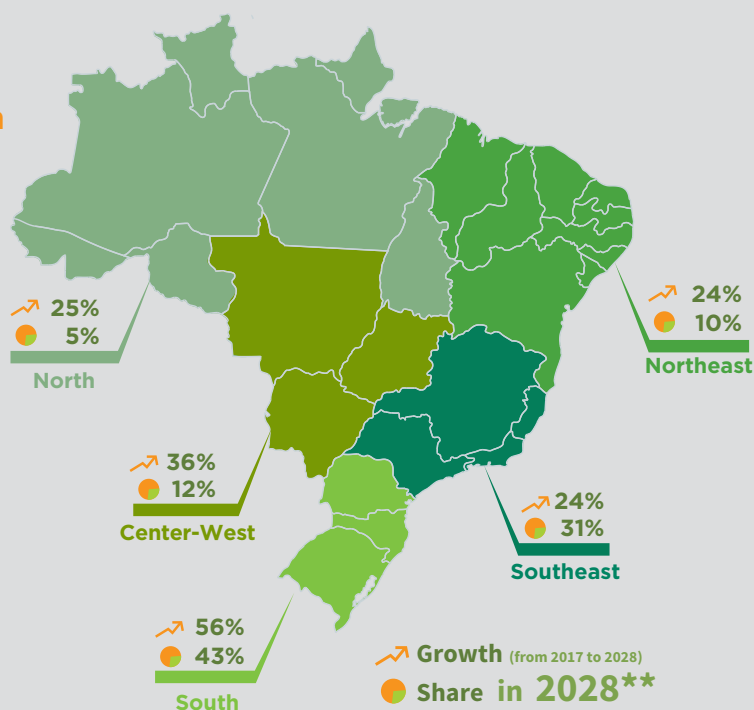 25%
5%
North
24%
10%
Northeast
36%
12%
Center-West
24%
31%
Southeast
56%
43%
South
Growth (from 2017 to 2028)
Share in 2028**